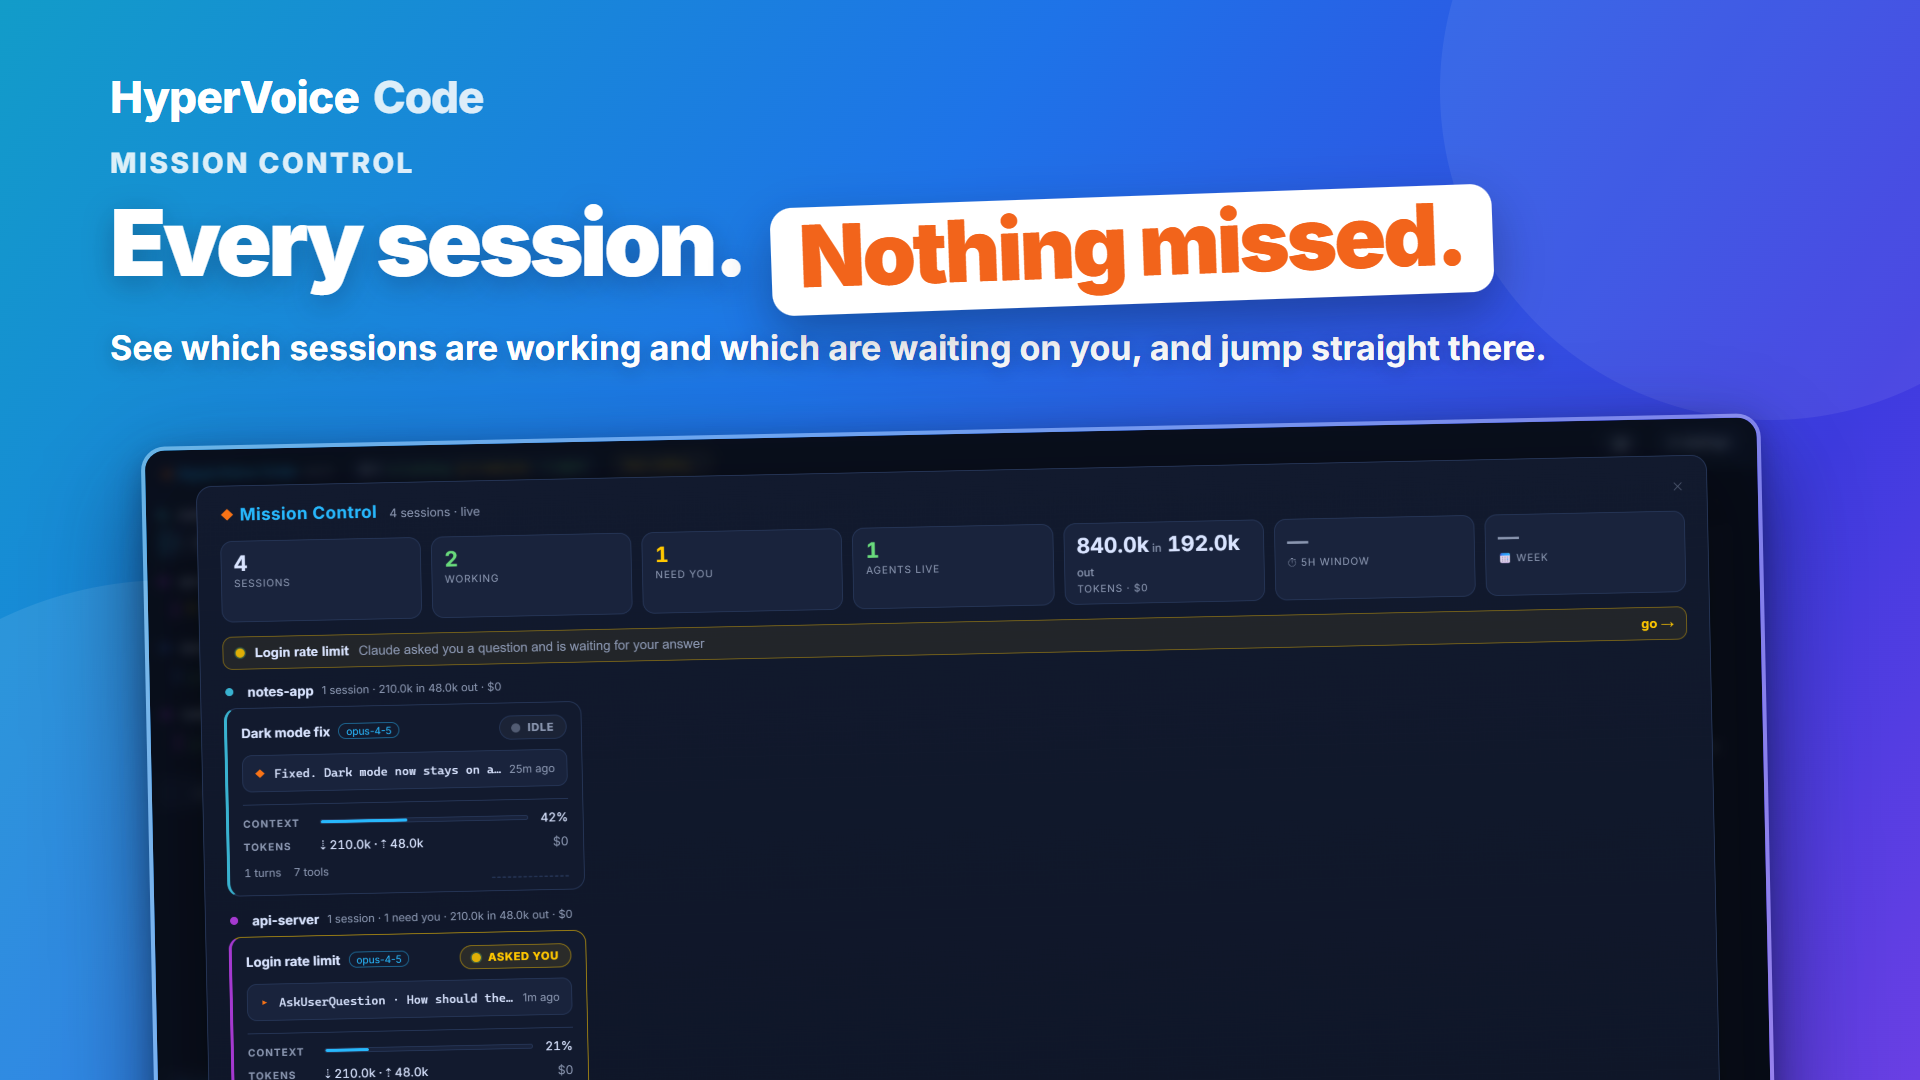 HyperVoice Code
MISSION CONTROL
Every session. Nothing missed.
See which sessions are working and which are waiting on you, and jump straight there.
Mission Control 4 sessions · live
×
4
SESSIONS
2
WORKING
1
NEED YOU
1
AGENTS LIVE
840.0k in 192.0k
out
TOKENS · $0
—
5H WINDOW
—
WEEK
Login rate limit Claude asked you a question and is waiting for your answer go →
notes-app 1 session · 210.0k in 48.0k out · $0
Dark mode fix opus-4-5 IDLE
Fixed. Dark mode now stays on a… 25m ago
CONTEXT 42%
TOKENS ↓ 210.0k · ↑ 48.0k $0
1 turns 7 tools
api-server 1 session · 1 need you · 210.0k in 48.0k out · $0
Login rate limit opus-4-5 ASKED YOU
AskUserQuestion · How should the… 1m ago
CONTEXT 21%
TOKENS ↓ 210.0k · ↑ 48.0k $0